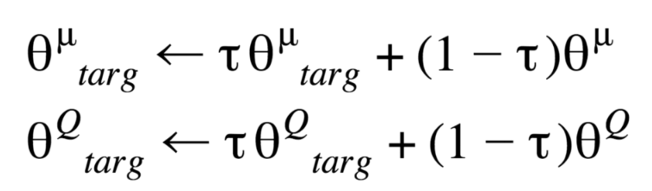 θ^μ_targ ← τθ^μ_targ + (1 − τ)θ^μ
θ^Q_targ ← τθ^Q_targ + (1 − τ)θ^Q